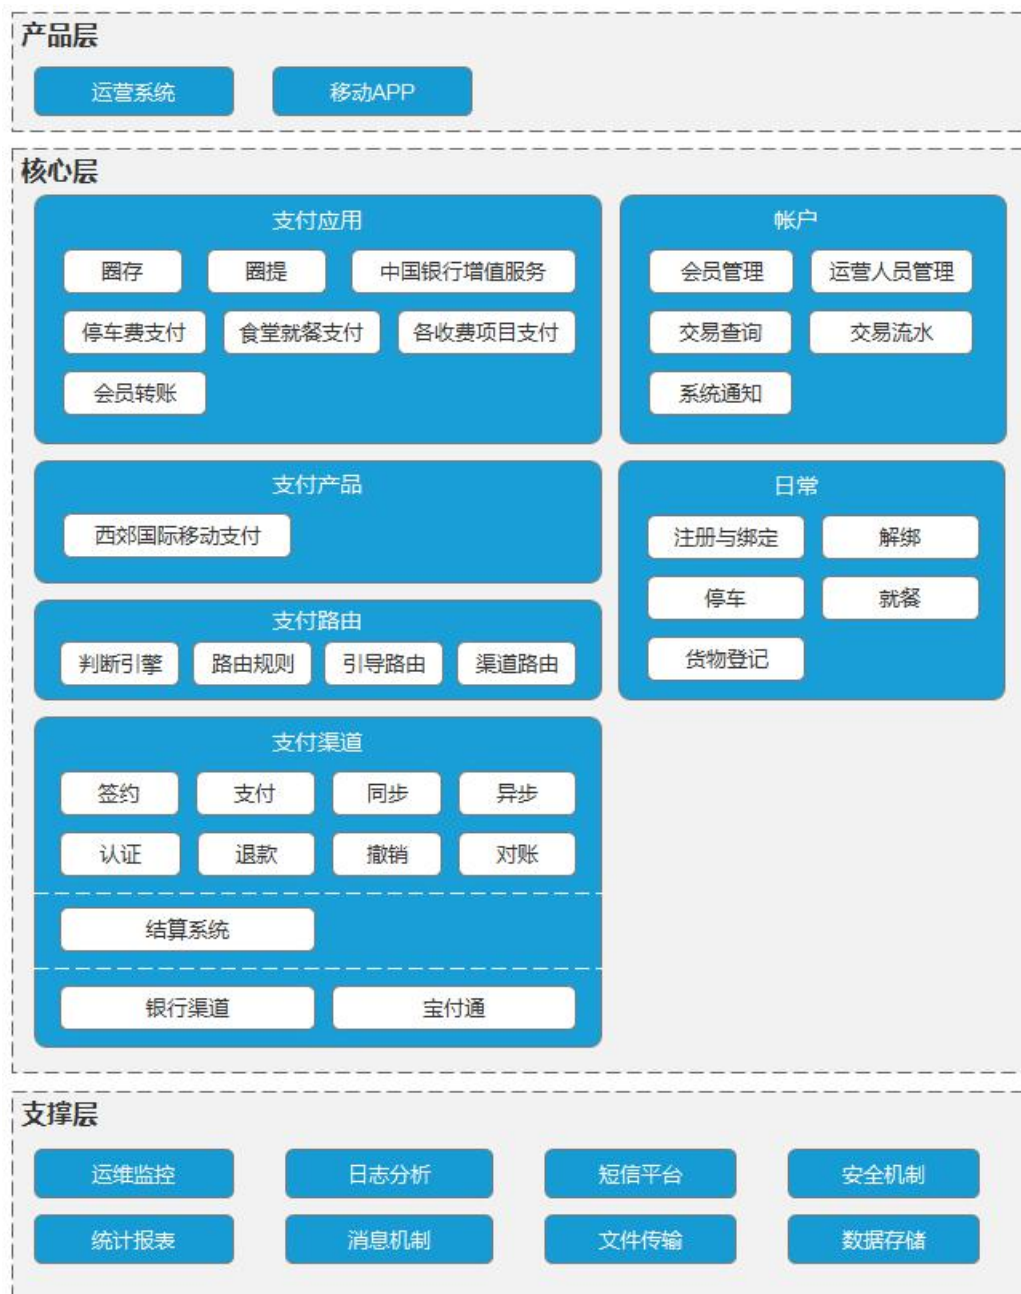 产品层
运营系统 移动APP
核心层
支付应用
圈存 圈提 中国银行增值服务
停车费支付 食堂就餐支付 各收费项目支付
会员转账
帐户
会员管理 运营人员管理
交易查询 交易流水
系统通知
支付产品
西郊国际移动支付
日常
注册与绑定 解绑
停车 就餐
货物登记
支付路由
判断引擎 路由规则 引导路由 渠道路由
支付渠道
签约 支付 同步 异步
认证 退款 撤销 对账
结算系统
银行渠道 宝付通
支撑层
运维监控 日志分析 短信平台 安全机制
统计报表 消息机制 文件传输 数据存储